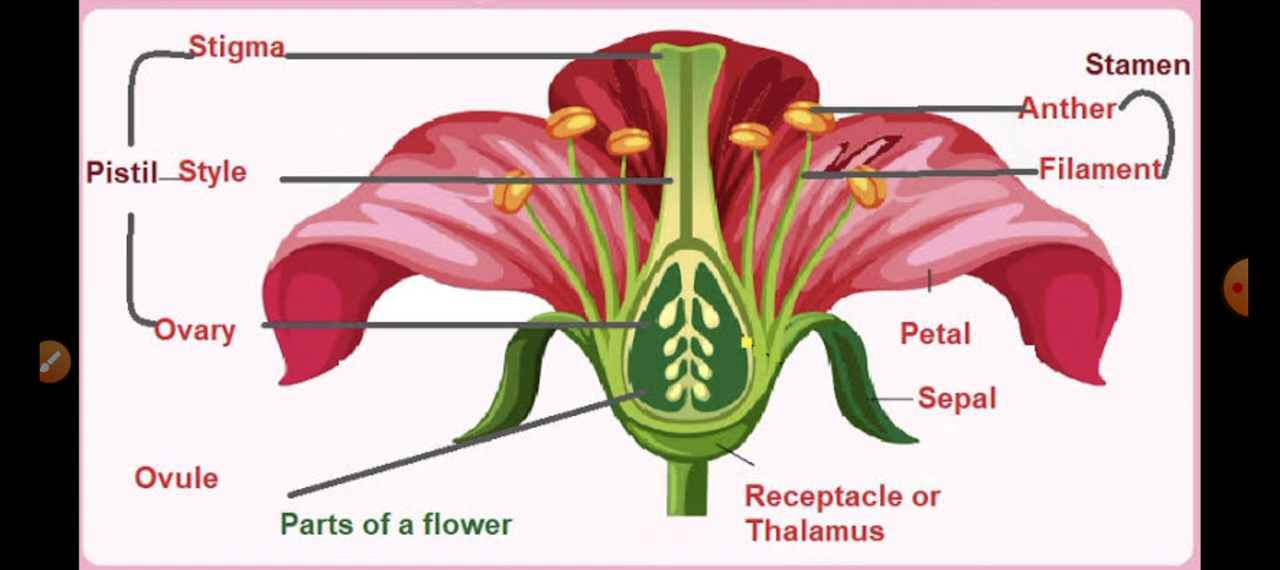 Stigma
Stamen
Anther
Pistil Style
Filament
Ovary
Petal
Sepal
Ovule
Receptacle or
Thalamus
Parts of a flower